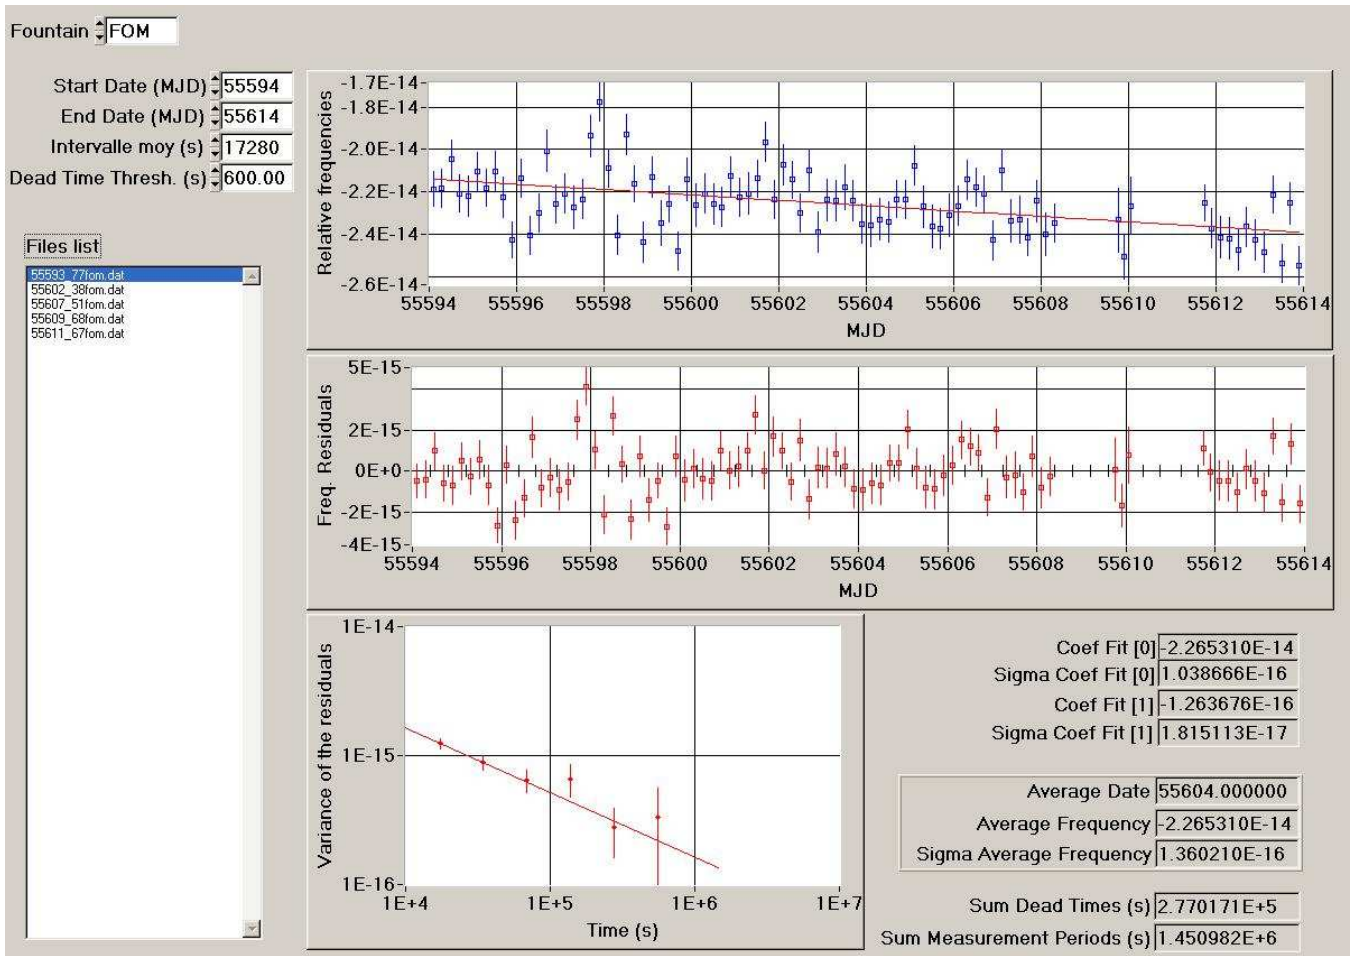 Fountain FOM
Start Date (MJD) 55594
End Date (MJD) 55614
Intervalle moy (s) 17280
Dead Time Thresh. (s) 600.00
Files list
55593_77fom.dat
55602_38fom.dat
55607_51fom.dat
55609_68fom.dat
55611_67fom.dat
Relative frequencies
-1.7E-14
-1.8E-14
-2.0E-14
-2.2E-14
-2.4E-14
-2.6E-14
55594 55596 55598 55600 55602 55604 55606 55608 55610 55612 55614
MJD
Freq. Residuals
5E-15
2E-15
0E+0
-2E-15
-4E-15
55594 55596 55598 55600 55602 55604 55606 55608 55610 55612 55614
MJD
Variance of the residuals
1E-14
1E-15
1E-16
1E+4 1E+5 1E+6 1E+7
Time (s)
Coef Fit [0] -2.265310E-14
Sigma Coef Fit [0] 1.038666E-16
Coef Fit [1] -1.263676E-16
Sigma Coef Fit [1] 1.815113E-17
Average Date 55604.000000
Average Frequency -2.265310E-14
Sigma Average Frequency 1.360210E-16
Sum Dead Times (s) 2.770171E+5
Sum Measurement Periods (s) 1.450982E+6